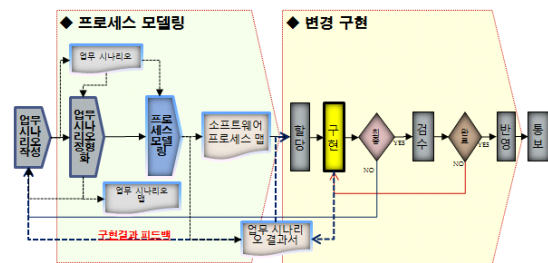 ◆ 프로세스 모델링
◆ 변경 구현
업무 시나리오
업무
시나
리오
작성
업무
시나
리오
정형
화
프로
세스
모델
링
소프트웨어
프로세스 맵
할
당
구
현
검
수
반
영
통
보
YES
YES
NO
NO
업무 시나리오
맵
업무 시나리
오 결과서
구현결과 피드백